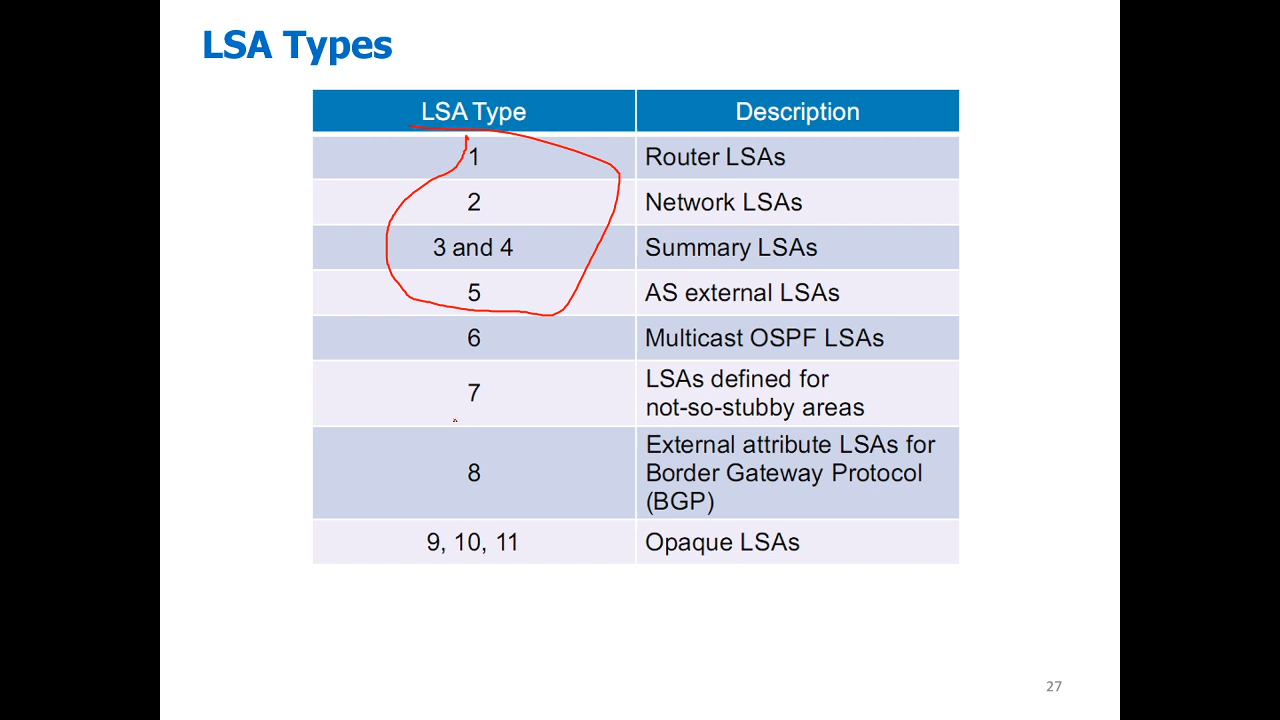 LSA Types
LSA Type Description
1 Router LSAs
2 Network LSAs
3 and 4 Summary LSAs
5 AS external LSAs
6 Multicast OSPF LSAs
7 LSAs defined for
not-so-stubby areas
8 External attribute LSAs for
Border Gateway Protocol
(BGP)
9, 10, 11 Opaque LSAs
27